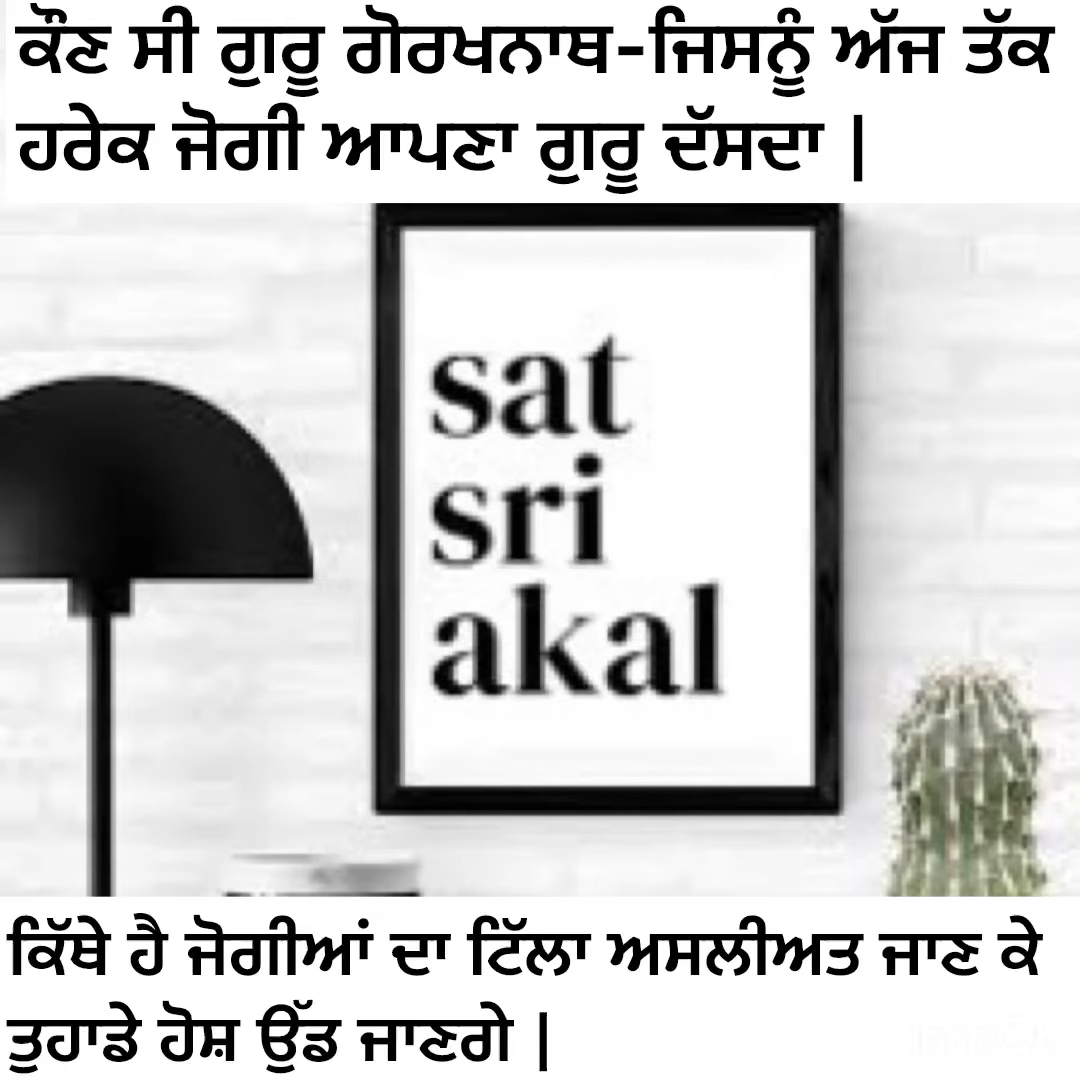 ਕੌਣ ਸੀ ਗੁਰੂ ਗੋਰਖਨਾਥ-ਜਿਸਨੂੰ ਅੱਜ ਤੱਕ
ਹਰੇਕ ਜੋਗੀ ਆਪਣਾ ਗੁਰੂ ਦੱਸਦਾ |
sat
sri
akal
ਕਿੱਥੇ ਹੈ ਜੋਗੀਆਂ ਦਾ ਟਿੱਲਾ ਅਸਲੀਅਤ ਜਾਣ ਕੇ
ਤੁਹਾਡੇ ਹੋਸ਼ ਉੱਡ ਜਾਣਗੇ |